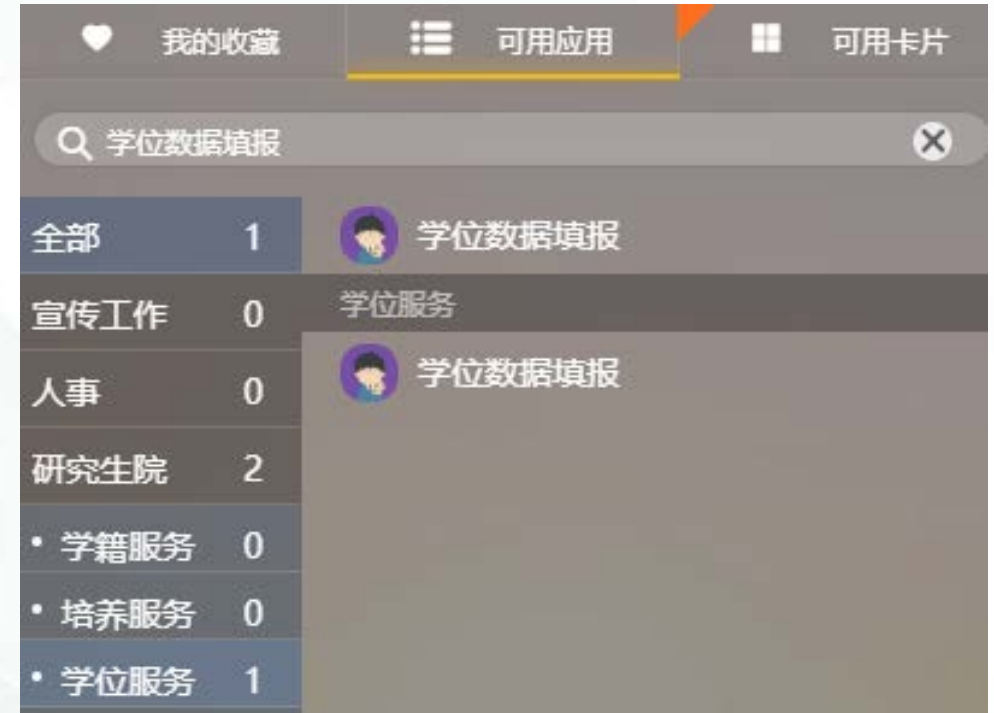 我的收藏 可用应用 可用卡片
学位数据填报
全部 1 学位数据填报
宣传工作 0 学位服务
人事 0 学位数据填报
研究生院 2
• 学籍服务 0
• 培养服务 0
• 学位服务 1